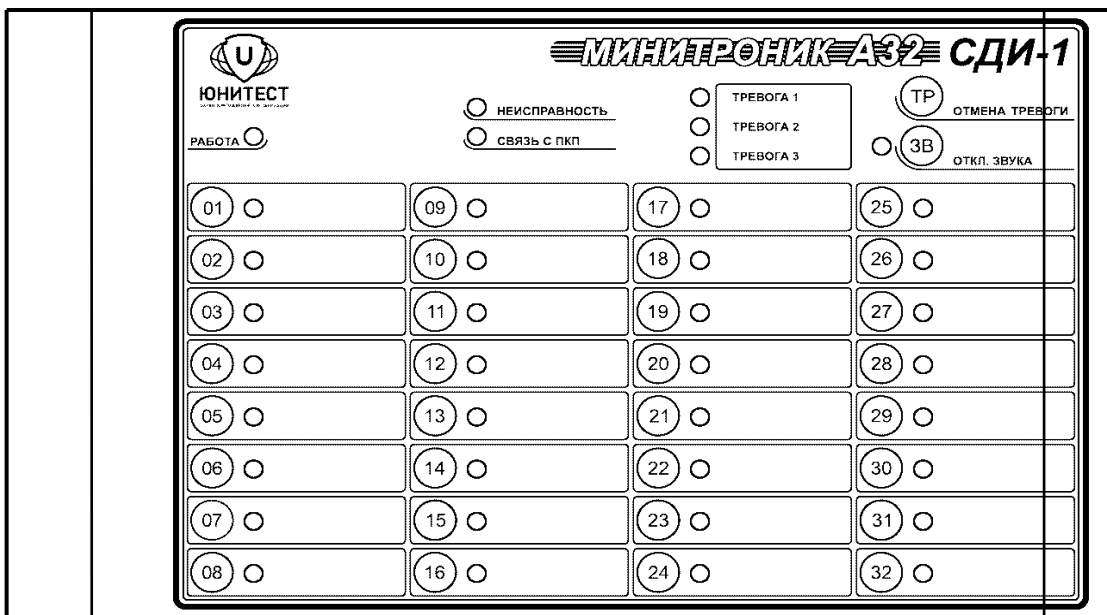 U
МИНИТРОНИК А32 СДИ-1
ЮНИТЕСТ
НЕИСПРАВНОСТЬ
ТРЕВОГА 1
ТР
ОТМЕНА ТРЕВОГИ
РАБОТА
СВЯЗЬ С ПКП
ТРЕВОГА 2
ТРЕВОГА 3
ЗВ
ОТКЛ. ЗВУКА
01 09 17 25
02 10 18 26
03 11 19 27
04 12 20 28
05 13 21 29
06 14 22 30
07 15 23 31
08 16 24 32